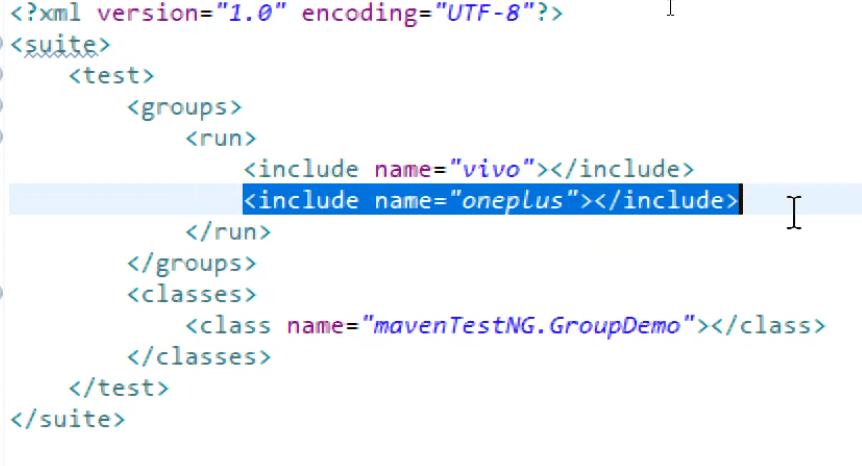 <?xml version="1.0" encoding="UTF-8"?>
<suite>
<test>
<groups>
<run>
<include name="vivo"></include>
<include name="oneplus"></include>
</run>
</groups>
<classes>
<class name="mavenTestNG.GroupDemo"></class>
</classes>
</test>
</suite>